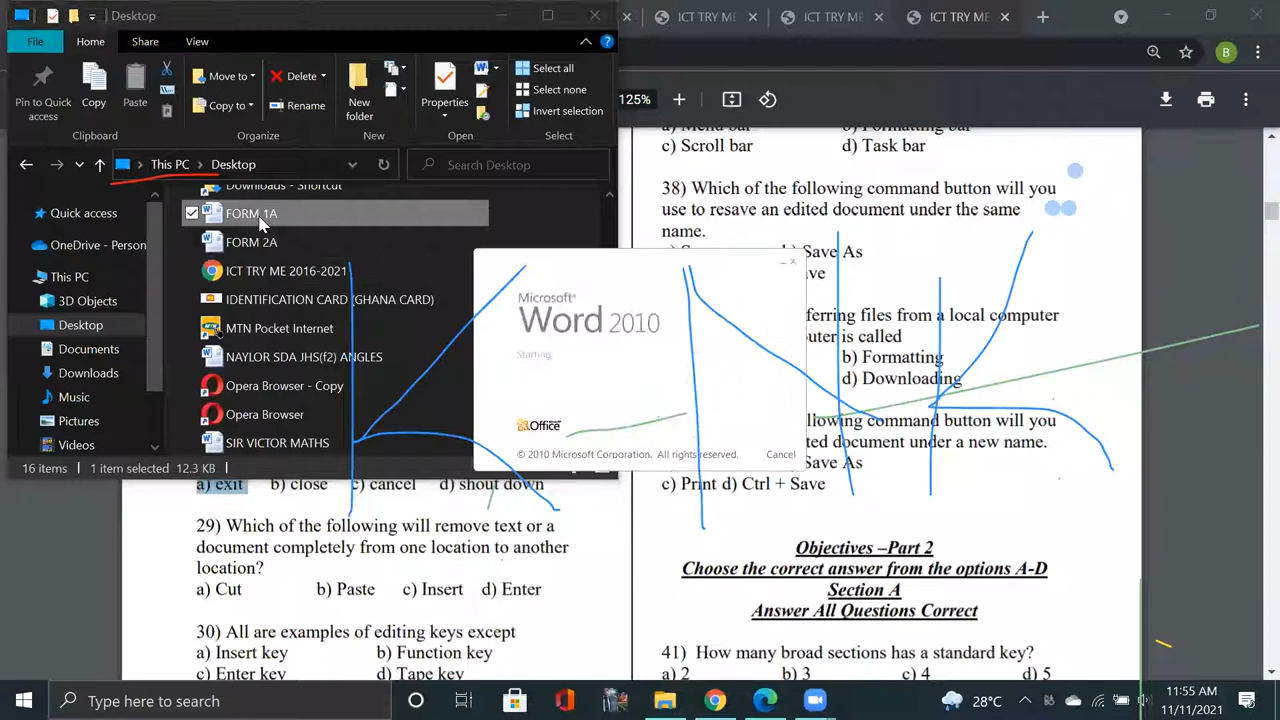 Desktop
ICT TRY ME
ICT TRY ME
ICT TRY ME
File
Home
Share
View
B
Pin to Quick access
Copy
Paste
Move to
Copy to
Delete
Rename
New folder
Properties
Select all
Select none
Invert selection
125%
Clipboard
Organize
New
Open
Select
This PC
Desktop
Search Desktop
Quick access
OneDrive - Person
This PC
3D Objects
Desktop
Documents
Downloads
Music
Pictures
Videos
Downloads - Shortcut
FORM 1A
FORM 2A
ICT TRY ME 2016-2021
IDENTIFICATION CARD (GHANA CARD)
MTN Pocket Internet
NAYLOR SDA JHS(f2) ANGLES
Opera Browser - Copy
Opera Browser
SIR VICTOR MATHS
16 items
1 item selected
12.3 KB
Microsoft®
Word 2010
Starting
Office
© 2010 Microsoft Corporation. All rights reserved.
Cancel
a) exit b) close c) cancel d) shout down
29) Which of the following will remove text or a
document completely from one location to another
location?
a) Cut b) Paste c) Insert d) Enter
30) All are examples of editing keys except
a) Insert key b) Function key
c) Enter key d) Tape key
a) Menu bar b) Formatting bar
c) Scroll bar d) Task bar
38) Which of the following command button will you
use to resave an edited document under the same
name.
Save As
ferring files from a local computer
is called
b) Formatting
d) Downloading
llowing command button will you
ted document under a new name.
Save As
c) Print d) Ctrl + Save
Objectives –Part 2
Choose the correct answer from the options A-D
Section A
Answer All Questions Correct
41) How many broad sections has a standard key?
a) 2 b) 3 c) 4 d) 5
Type here to search
28°C
11:55 AM
11/11/2021